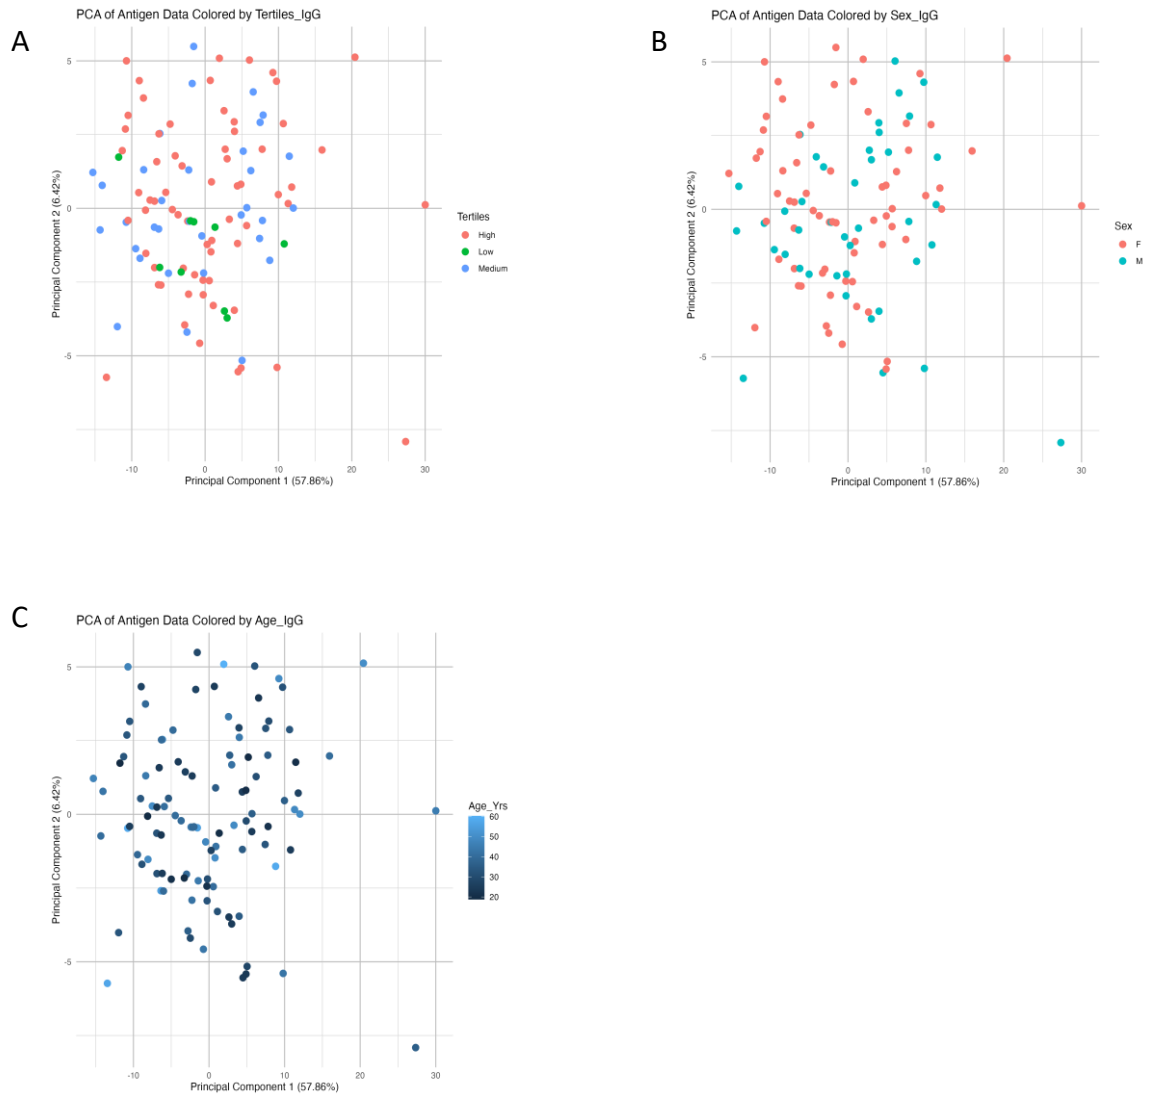 A
PCA of Antigen Data Colored by Tertiles_IgG
Principal Component 2 (6.42%)
5
0
-5
-10
0
10
20
30
Principal Component 1 (57.86%)
Tertiles
High
Low
Medium
B
PCA of Antigen Data Colored by Sex_IgG
Principal Component 2 (6.42%)
5
0
-5
-10
0
10
20
30
Principal Component 1 (57.86%)
Sex
F
M
C
PCA of Antigen Data Colored by Age_IgG
Principal Component 2 (6.42%)
5
0
-5
-10
0
10
20
30
Principal Component 1 (57.86%)
Age_Yrs
60
50
40
30
20